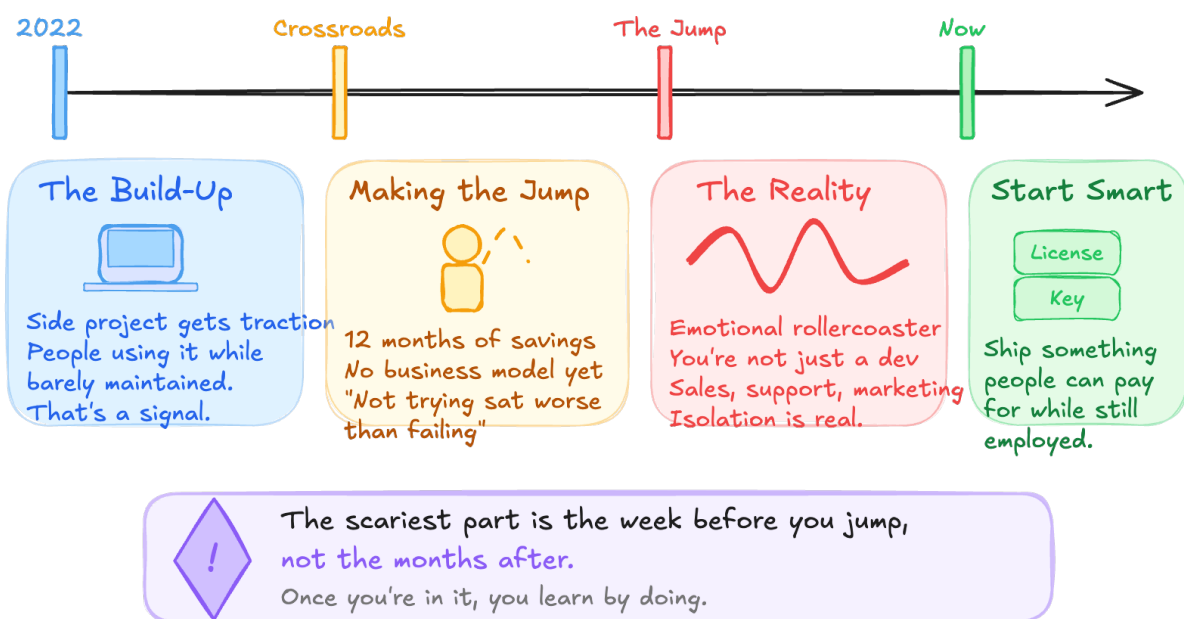 2022
Crossroads
The Jump
Now
The Build-Up
Side project gets traction
People using it while
barely maintained.
That's a signal.
Making the Jump
12 months of savings
No business model yet
"Not trying sat worse
than failing"
The Reality
Emotional rollercoaster
You're not just a dev
Sales, support, marketing
Isolation is real.
Start Smart
License
Key
Ship something
people can pay
for while still
employed.
!
The scariest part is the week before you jump,
not the months after.
Once you're in it, you learn by doing.